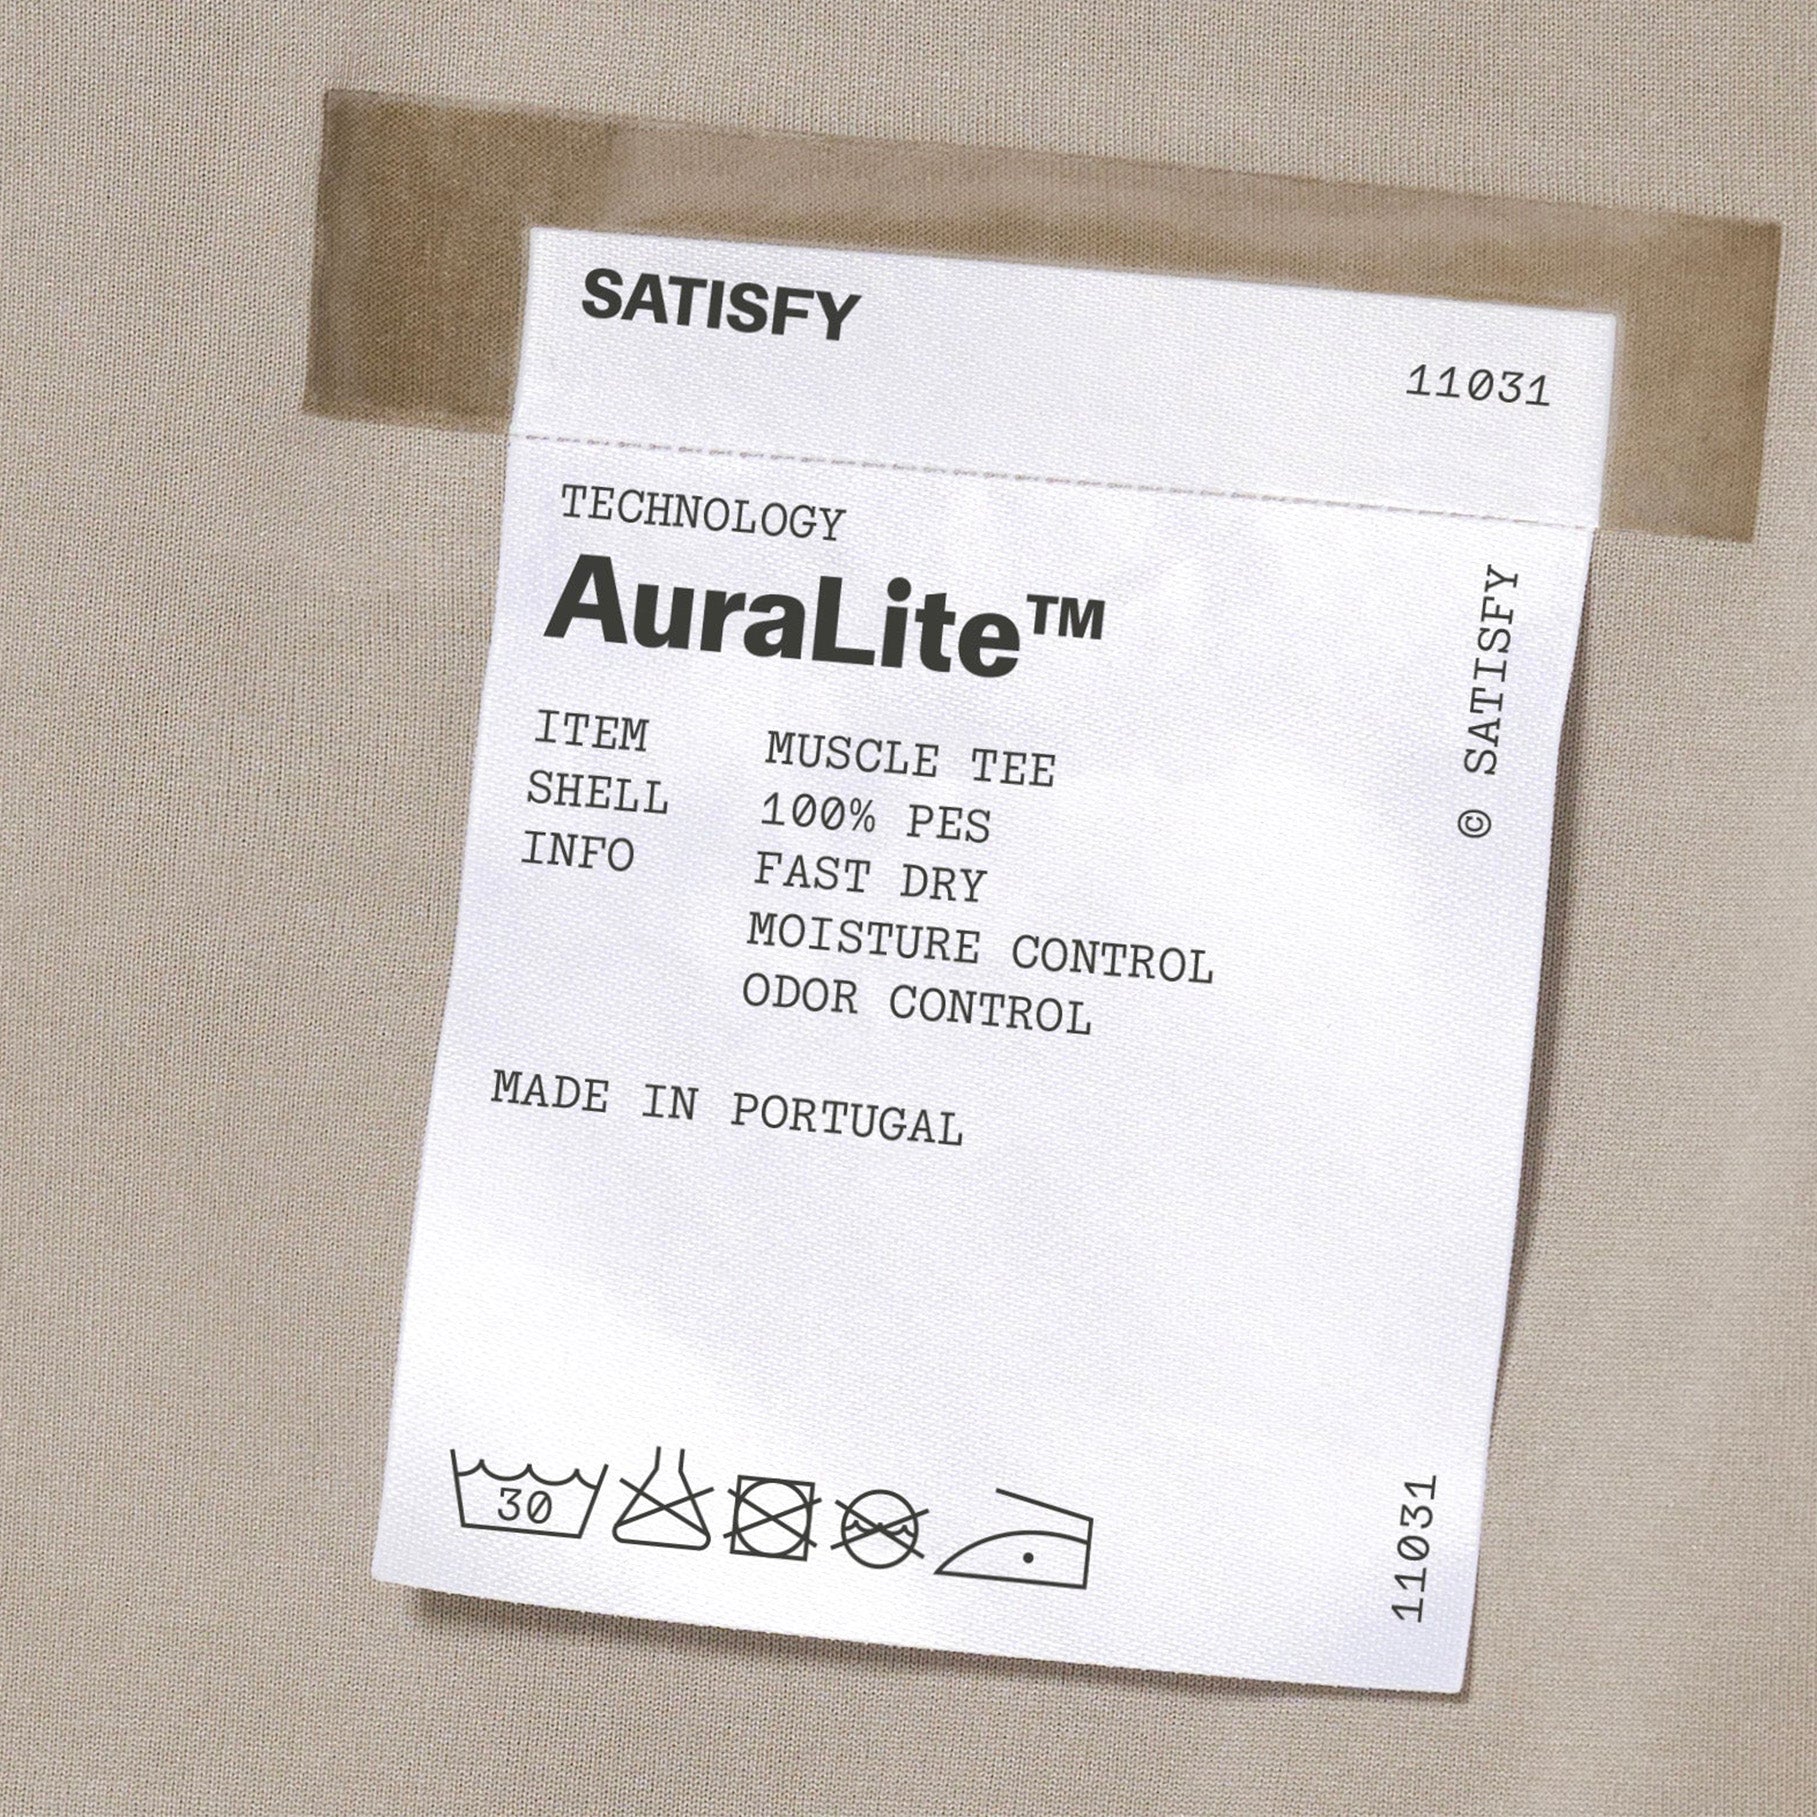 SATISFY
11031
TECHNOLOGY
AuraLite™
ITEM MUSCLE TEE
SHELL 100% PES
INFO FAST DRY
MOISTURE CONTROL
ODOR CONTROL
MADE IN PORTUGAL
© SATISFY
30
11031